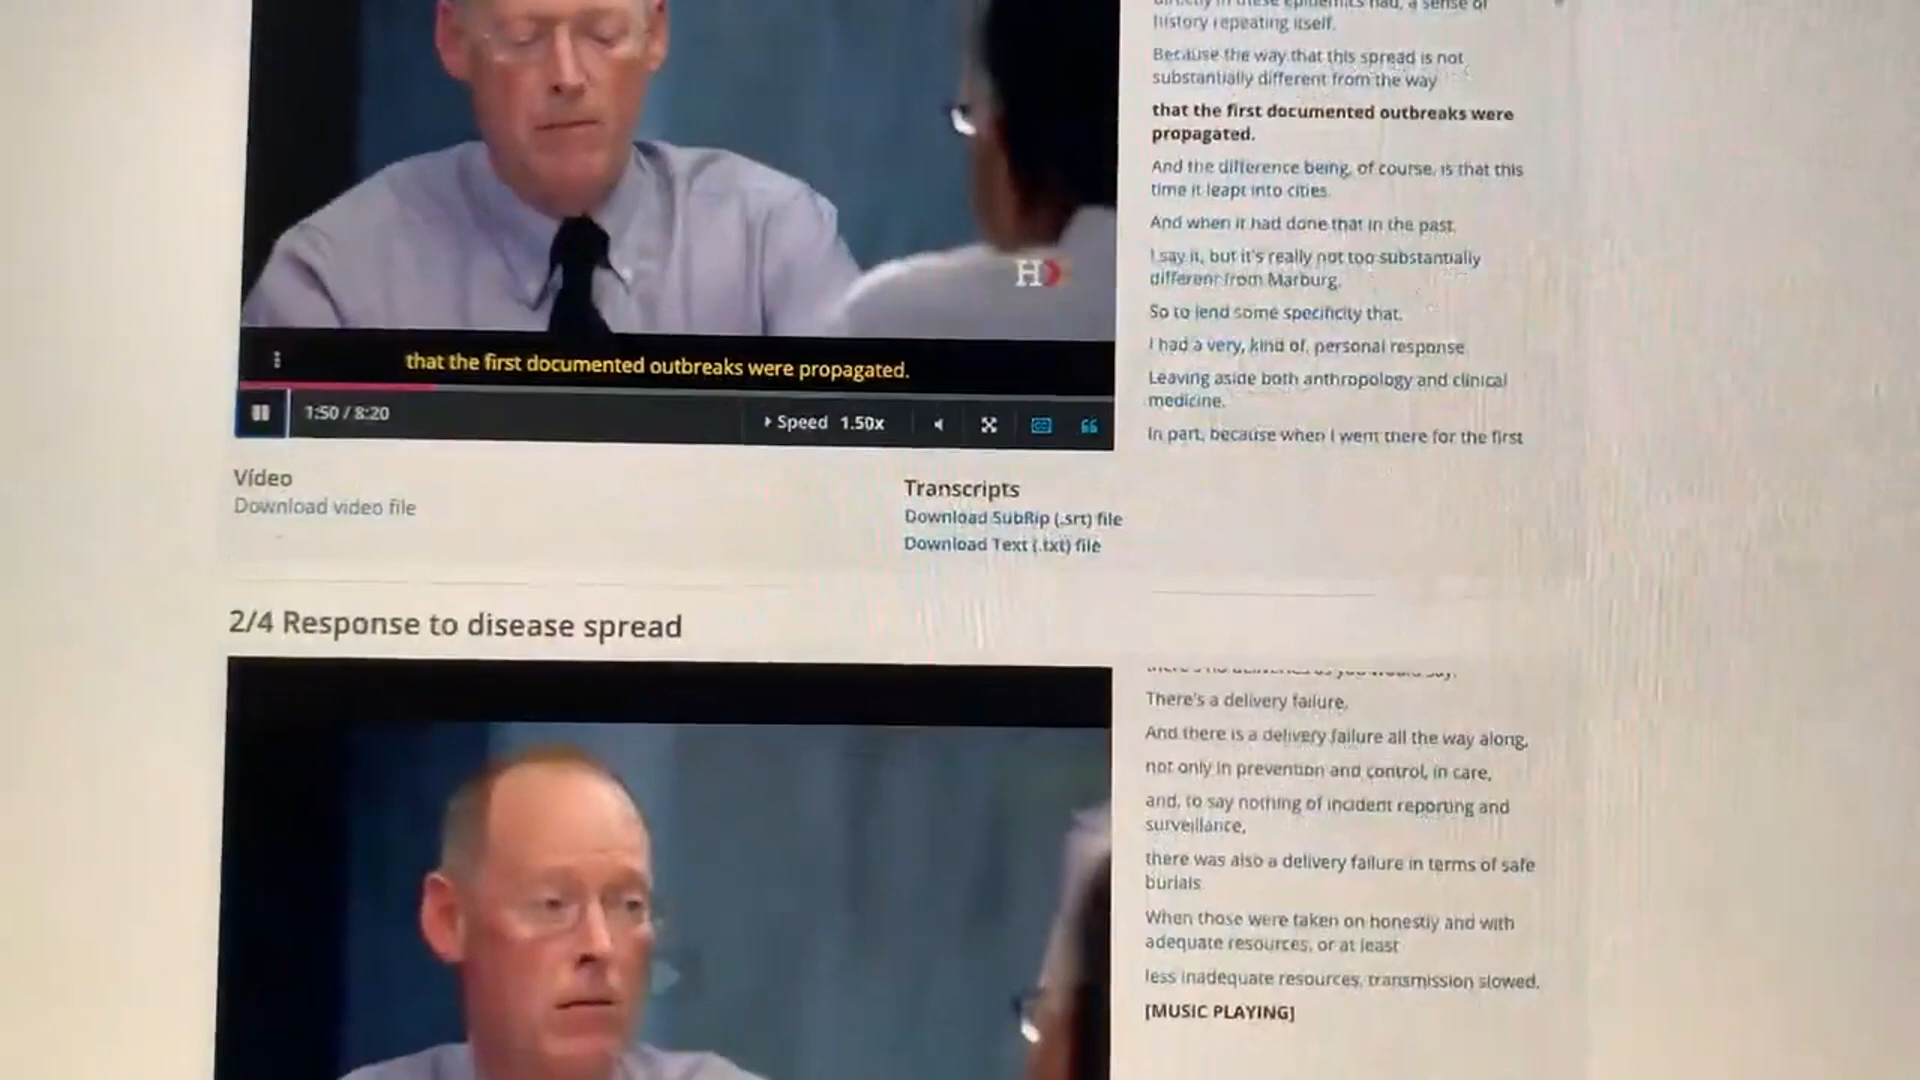 directly in these epidemics had, a sense of
history repeating itself.
Because the way that this spread is not
substantially different from the way
that the first documented outbreaks were
propagated.
And the difference being, of course, is that this
time it leapt into cities.
And when it had done that in the past.
I say it, but it's really not too substantially
different from Marburg.
So to lend some specificity that.
I had a very, kind of, personal response
Leaving aside both anthropology and clinical
medicine.
In part, because when I went there for the first
H
that the first documented outbreaks were propagated.
1:50 / 8:20
Speed 1.50x
CC
Vídeo
Download video file
Transcripts
Download SubRip (.srt) file
Download Text (.txt) file
2/4 Response to disease spread
There's a delivery failure.
And there is a delivery failure all the way along,
not only in prevention and control, in care,
and, to say nothing of incident reporting and
surveillance,
there was also a delivery failure in terms of safe
burials.
When those were taken on honestly and with
adequate resources, or at least
less inadequate resources, transmission slowed.
[MUSIC PLAYING]